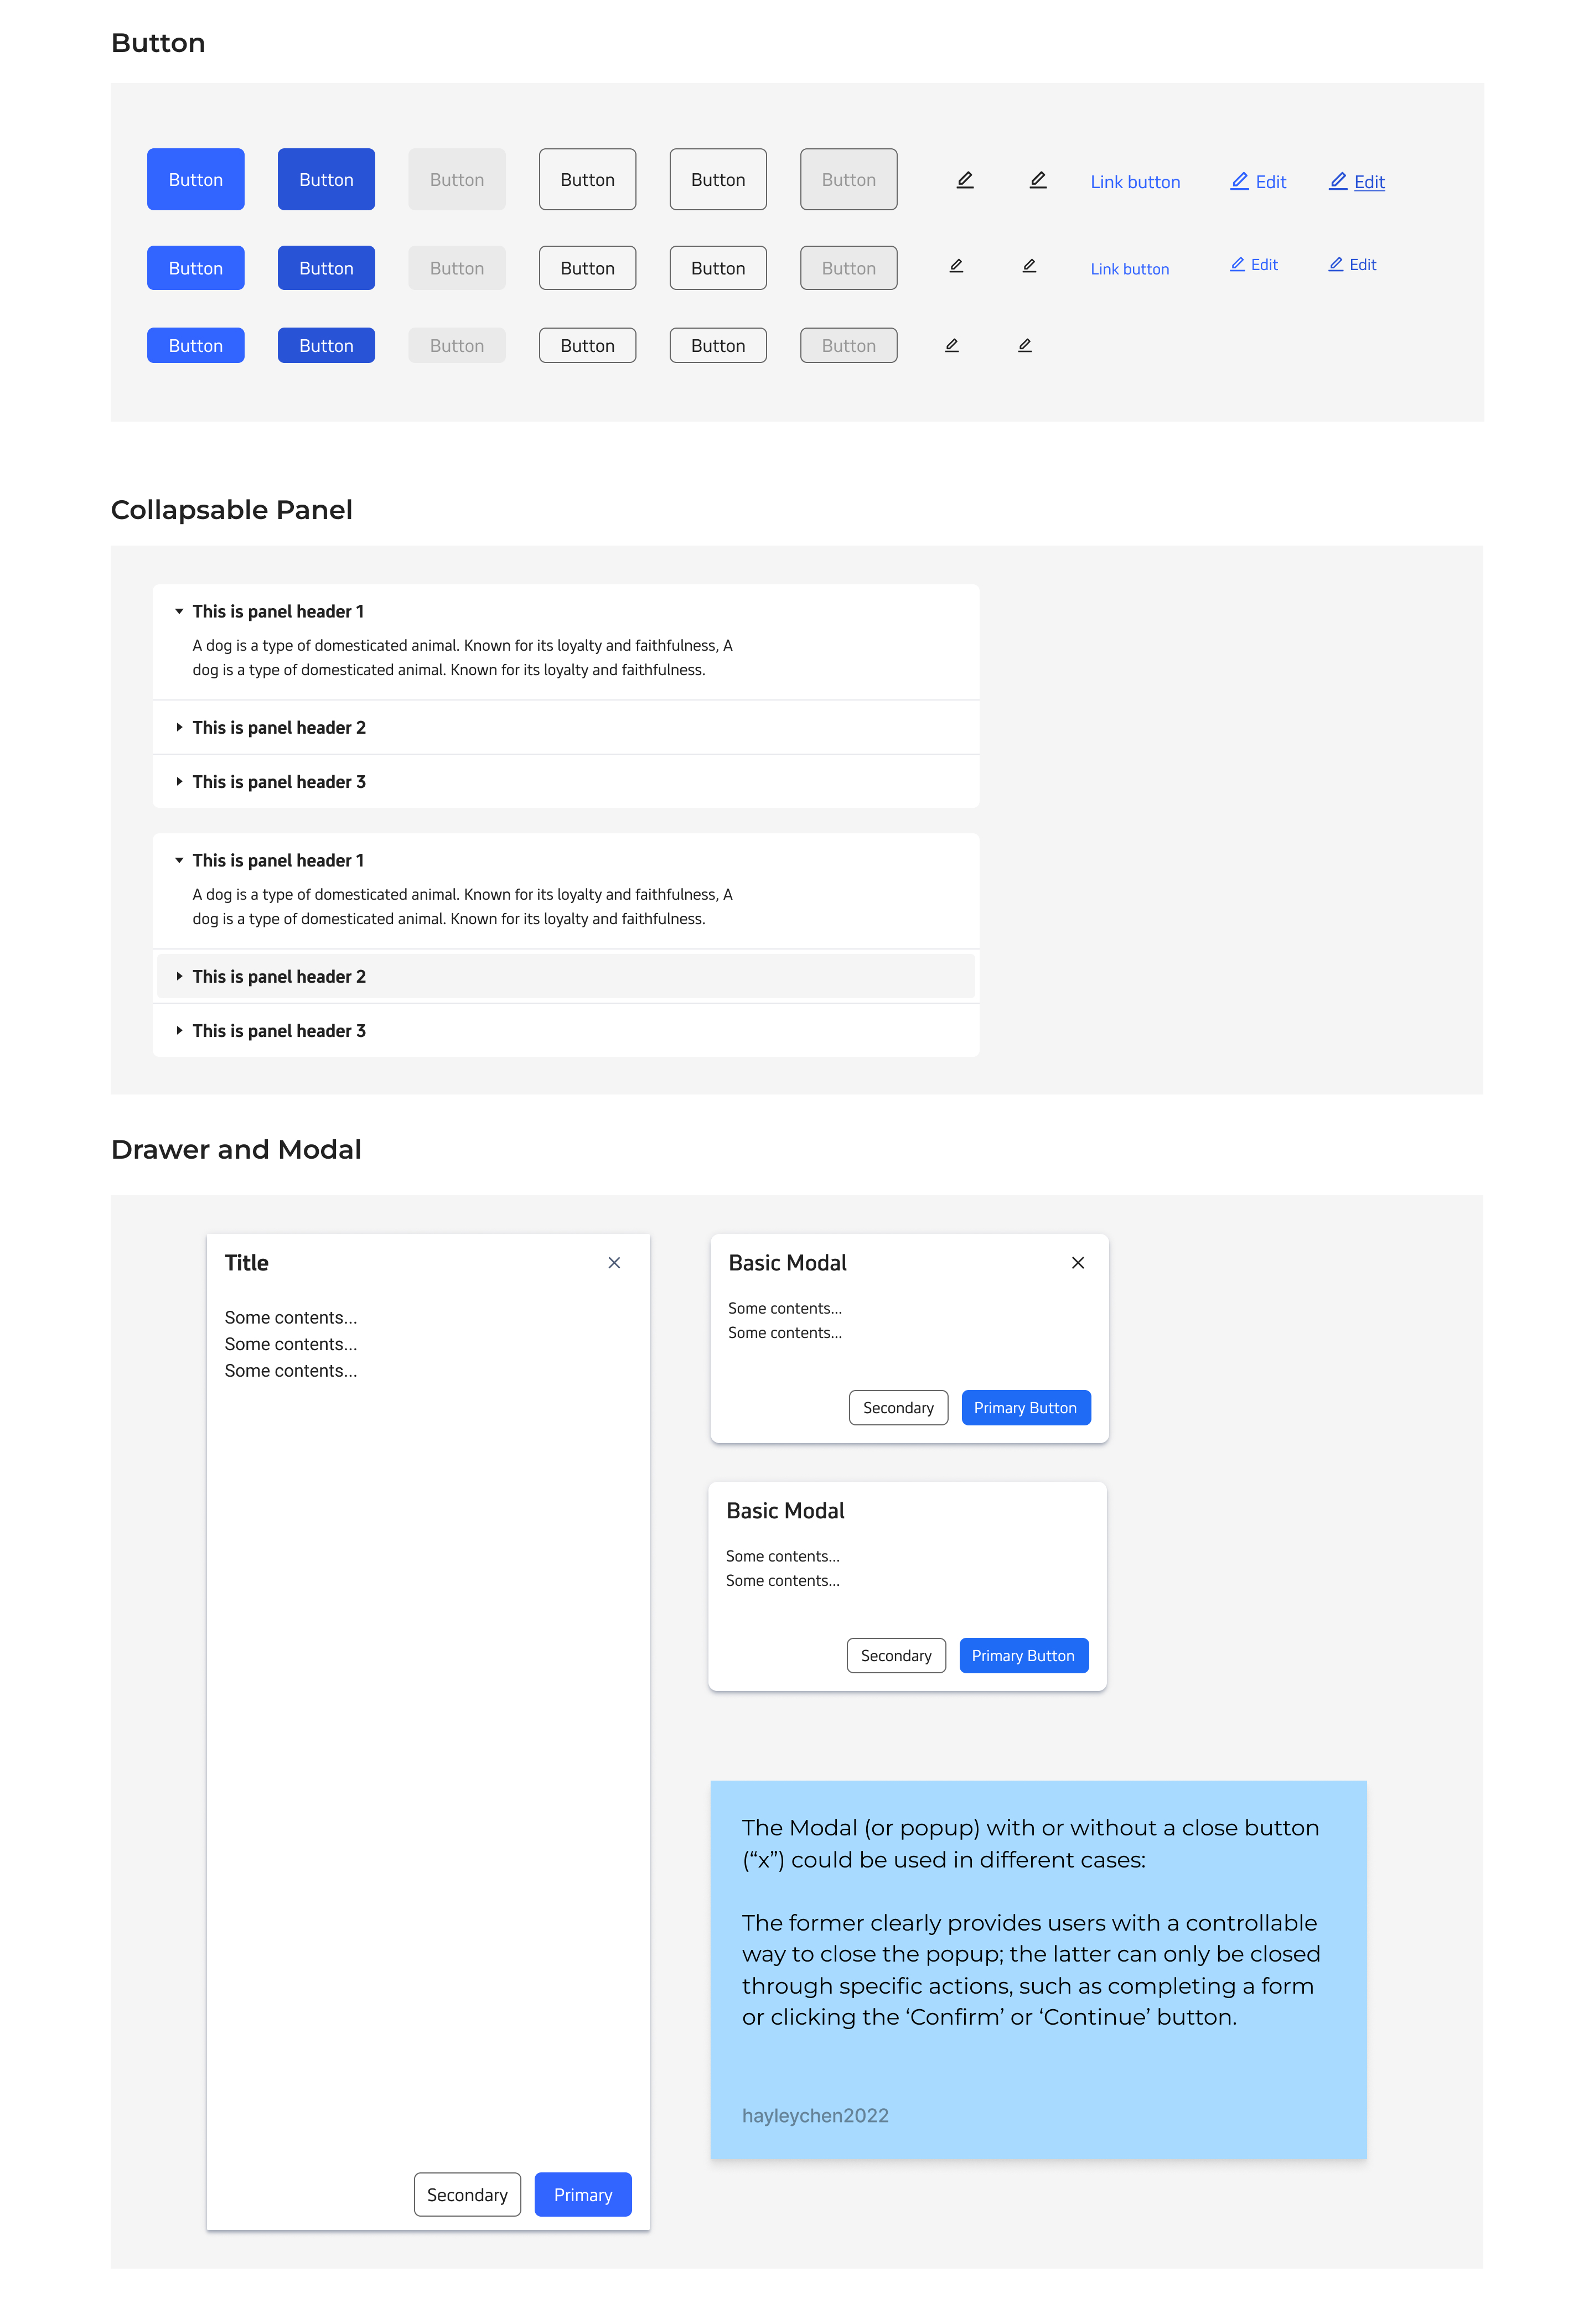 Button
Button Button Button Button Button Button Link button Edit Edit
Button Button Button Button Button Button Link button Edit Edit
Button Button Button Button Button Button
Collapsable Panel
This is panel header 1
A dog is a type of domesticated animal. Known for its loyalty and faithfulness, A
dog is a type of domesticated animal. Known for its loyalty and faithfulness.
This is panel header 2
This is panel header 3
This is panel header 1
A dog is a type of domesticated animal. Known for its loyalty and faithfulness, A
dog is a type of domesticated animal. Known for its loyalty and faithfulness.
This is panel header 2
This is panel header 3
Drawer and Modal
Title
Some contents...
Some contents...
Some contents...
Secondary Primary
Basic Modal
Some contents...
Some contents...
Secondary Primary Button
Basic Modal
Some contents...
Some contents...
Secondary Primary Button
The Modal (or popup) with or without a close button
(“x”) could be used in different cases:
The former clearly provides users with a controllable
way to close the popup; the latter can only be closed
through specific actions, such as completing a form
or clicking the ‘Confirm’ or ‘Continue’ button.
hayleychen2022